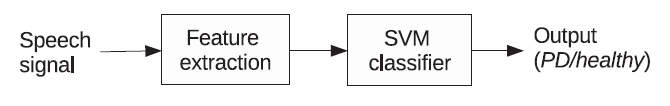 Speech
signal
Feature
extraction
SVM
classifier
Output
(PD/healthy)